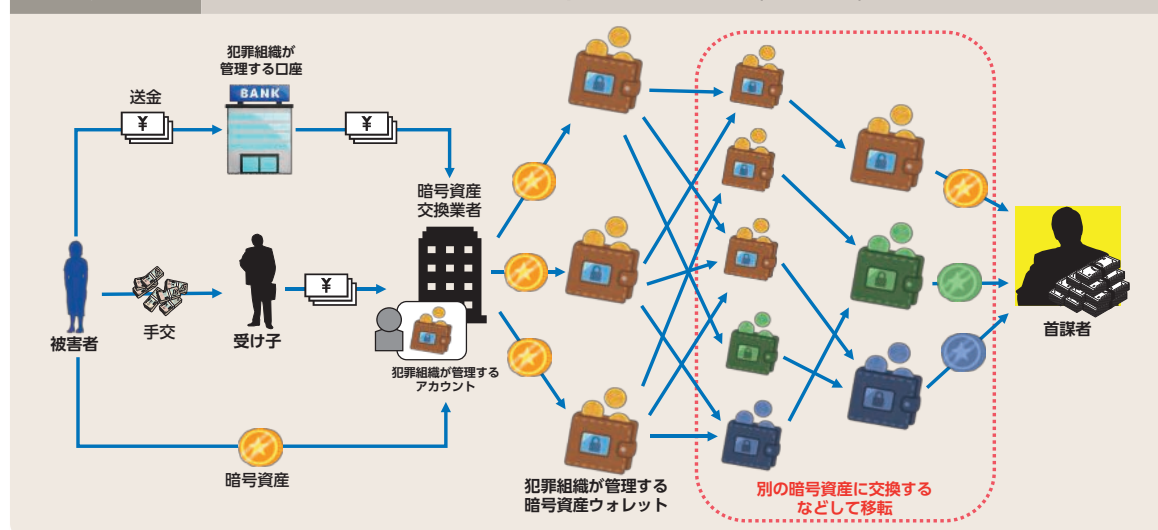 犯罪組織が
管理する口座
送金
BANK
¥
¥
暗号資産
交換業者
¥
被害者
手交
受け子
犯罪組織が管理する
アカウント
首謀者
暗号資産
犯罪組織が管理する
暗号資産ウォレット
別の暗号資産に交換する
などして移転